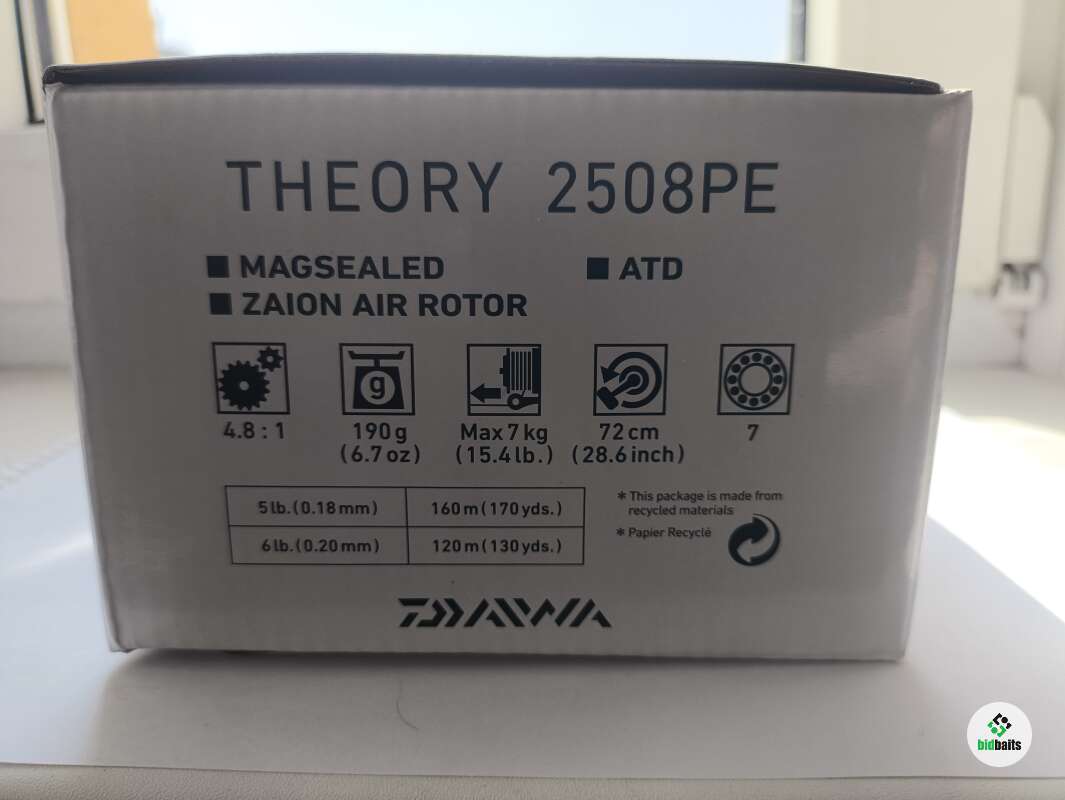 THEORY 2508PE
MAGSEALED
ATD
ZAION AIR ROTOR
g
4.8 : 1
190 g
(6.7 oz)
Max 7 kg
(15.4 lb.)
72 cm
(28.6 inch)
7
5 lb. (0.18 mm) 160 m (170 yds.)
6 lb. (0.20 mm) 120 m (130 yds.)
* This package is made from
recycled materials
* Papier Recyclé
DAIWA
bidbaits